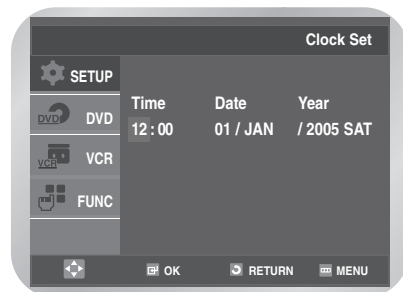 Clock Set
SETUP
DVD DVD
VCR VCR
FUNC
Time Date Year
12 : 00 01 / JAN / 2005 SAT
OK RETURN MENU